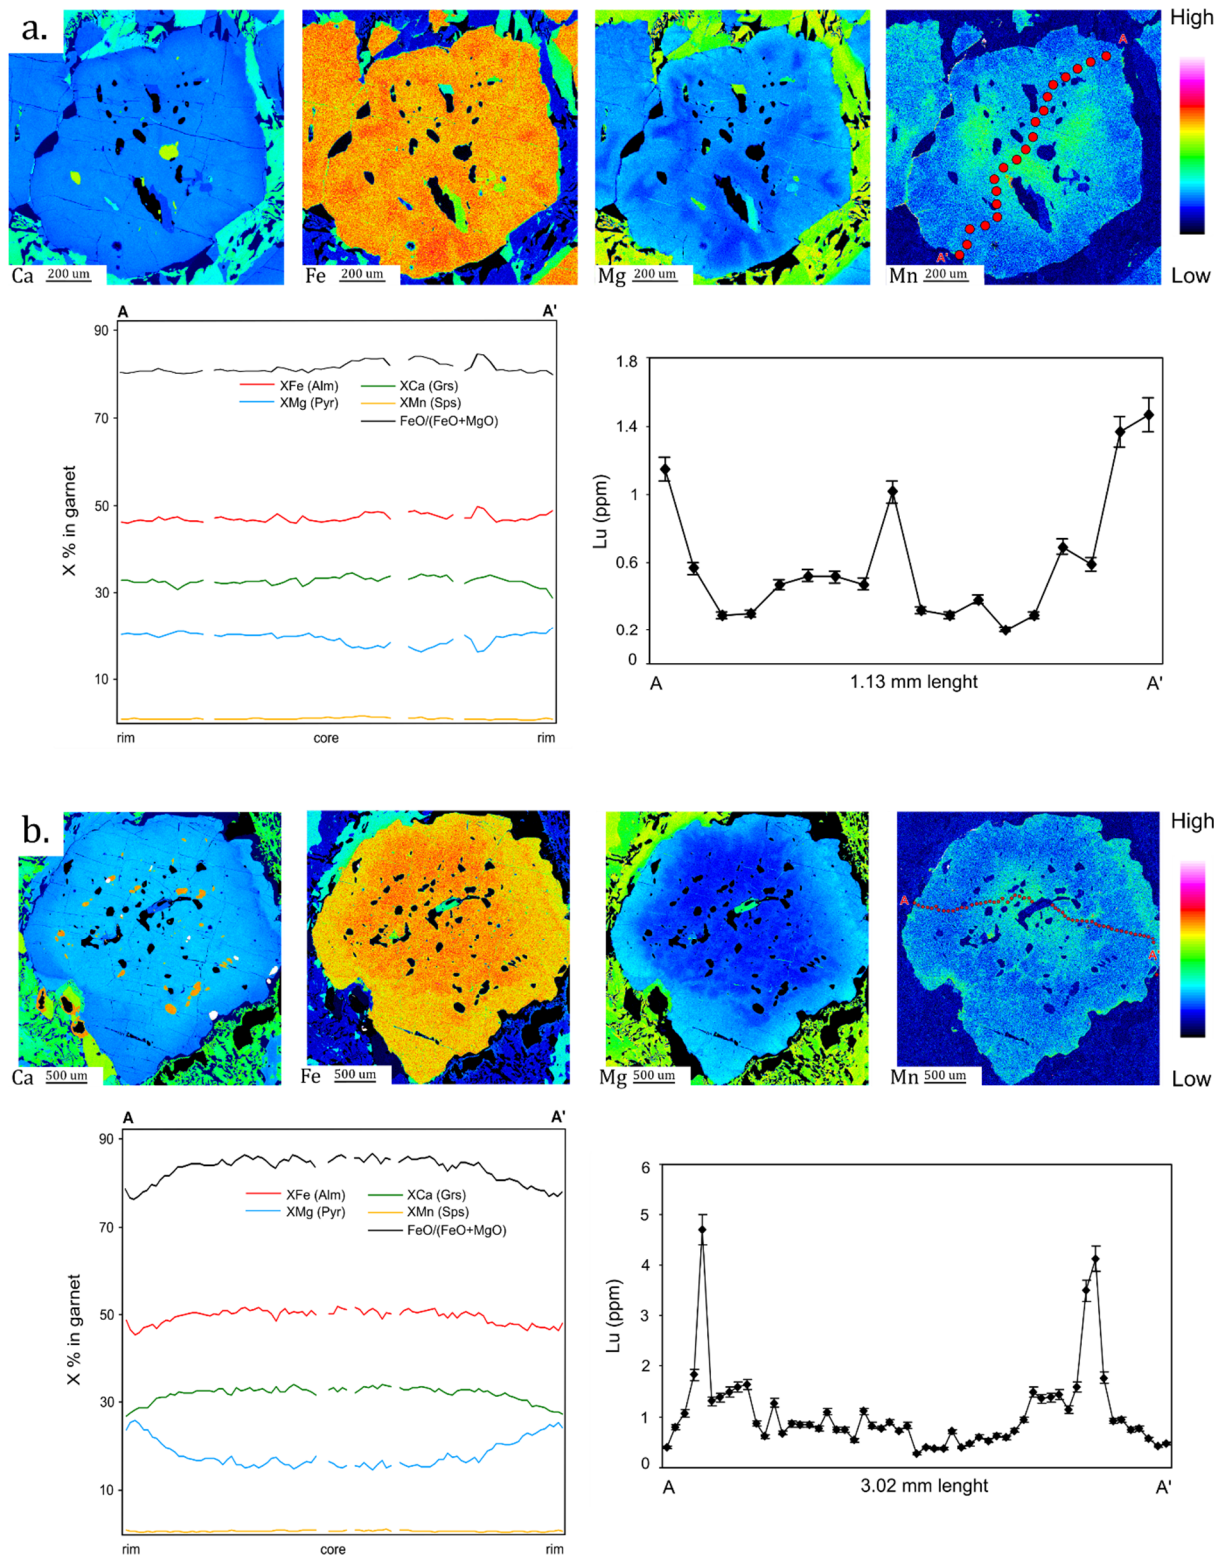 a.
High
Low
A
A'
Ca
200 um
Fe
200 um
Mg
200 um
Mn
200 um
A
A'
90
70
50
30
10
X % in garnet
XFe (Alm)
XCa (Grs)
XMg (Pyr)
XMn (Sps)
FeO/(FeO+MgO)
rim
core
rim
1.8
1.4
1
0.6
0.2
0
Lu (ppm)
A
1.13 mm lenght
A'
b.
High
Low
A
A'
Ca
500 um
Fe
500 um
Mg
500 um
Mn
500 um
A
A'
90
70
50
30
10
X % in garnet
XFe (Alm)
XCa (Grs)
XMg (Pyr)
XMn (Sps)
FeO/(FeO+MgO)
rim
core
rim
6
5
4
3
2
1
0
Lu (ppm)
A
3.02 mm lenght
A'